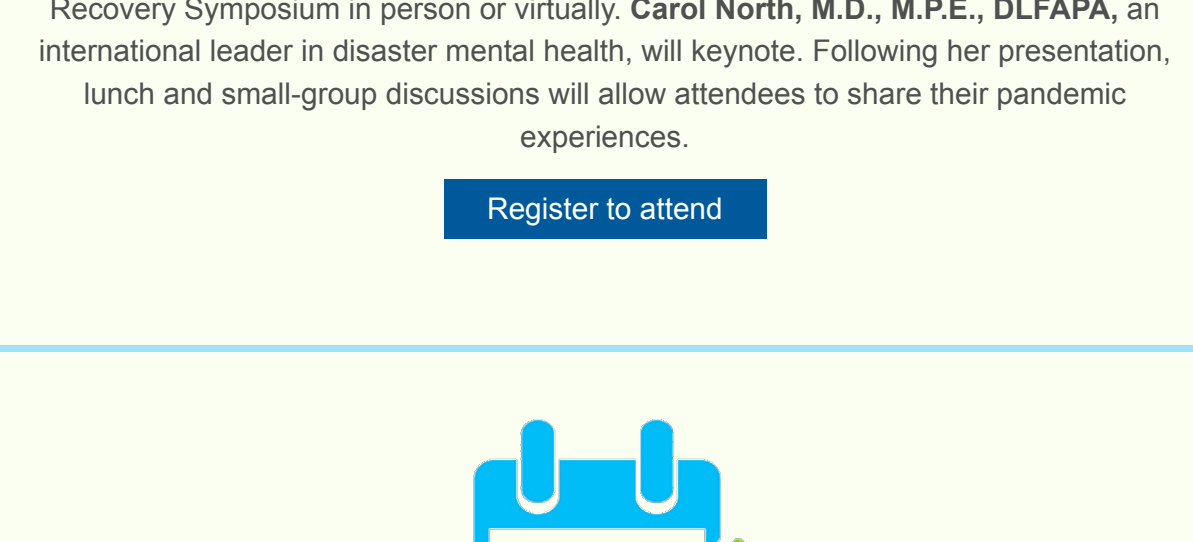 Recovery Symposium in person or virtually. Carol North, M.D., M.P.E., DLFAPA, an
international leader in disaster mental health, will keynote. Following her presentation,
lunch and small-group discussions will allow attendees to share their pandemic
experiences.
Register to attend